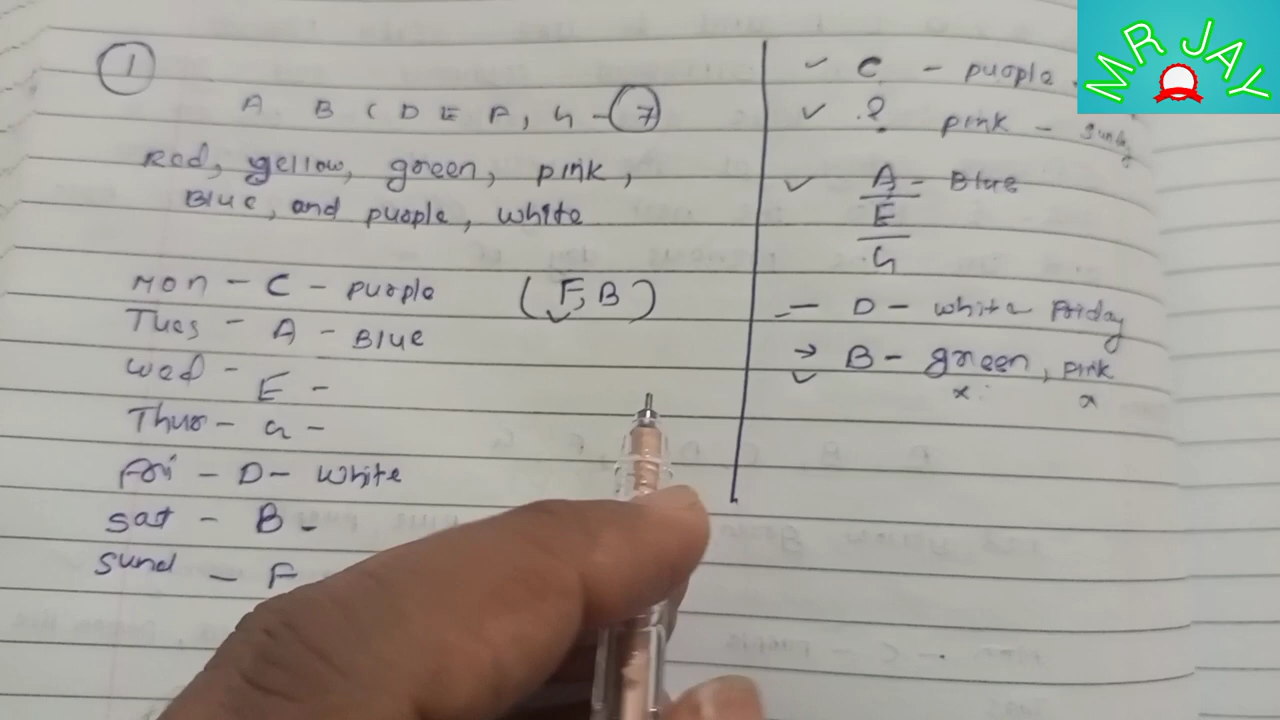 1
A B C D E F, G - 7
Red, yellow, green, pink,
Blue, and purple, white
Mon - C - purple (F, B)
Tues - A - Blue
Wed - E -
Thur - G -
Fri - D - White
Sat - B -
Sund - F
✓ C - purple
✓ ? pink - Sunday
✓ A - Blue
E
G
- D - white Friday
→ B - green, pink
✓ x x
MR JAY